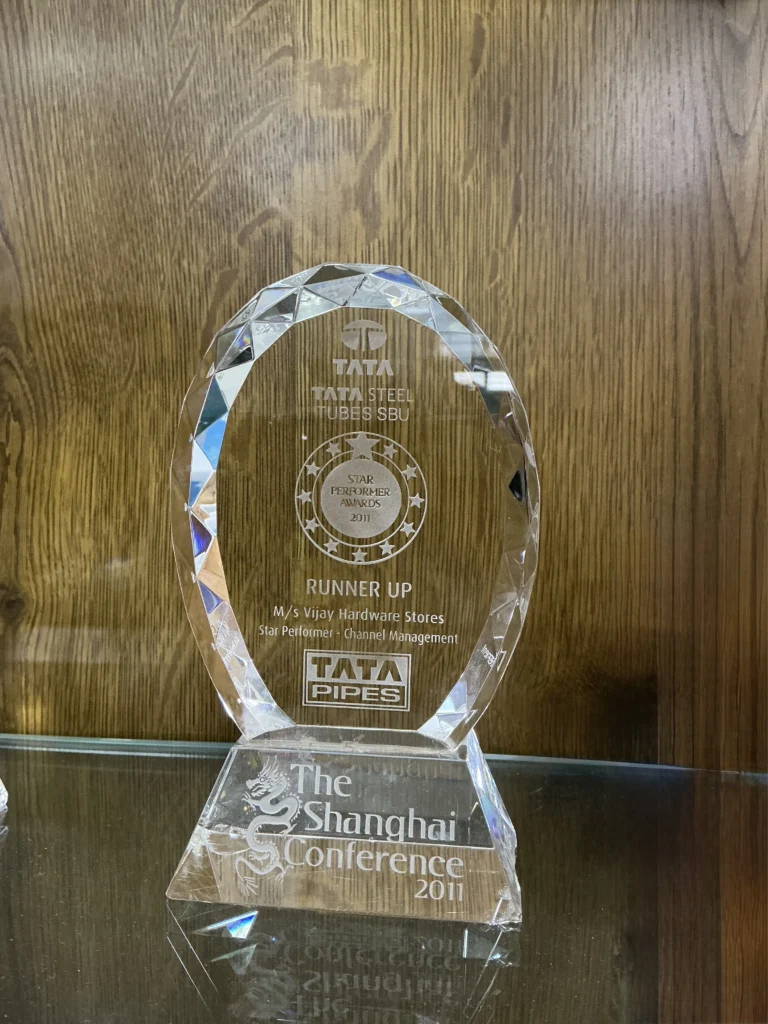 TATA
TATA STEEL
TUBES SBU
STAR
PERFORMER
AWARDS
2011
RUNNER UP
M/s Vijay Hardware Stores
Star Performer - Channel Management
TATA
PIPES
The
Shanghai
Conference
2011